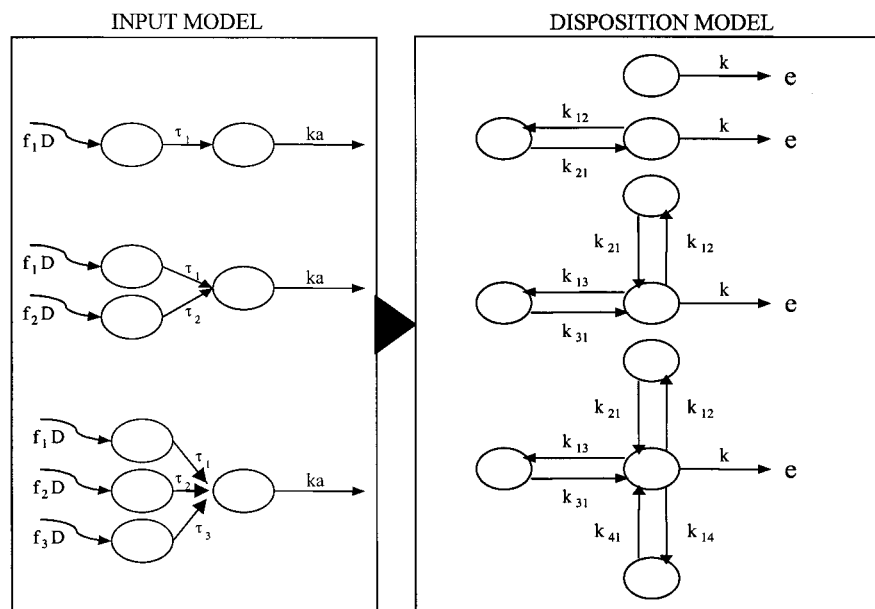 INPUT MODEL
f₁D τ₁ ka
f₁D τ₁ ka
f₂D τ₂
f₁D τ₁
f₂D τ₂ ka
f₃D τ₃
DISPOSITION MODEL
k e
k₁₂ k e
k₂₁
k₂₁ k₁₂
k₁₃ k e
k₃₁
k₂₁ k₁₂
k₁₃ k e
k₃₁
k₄₁ k₁₄